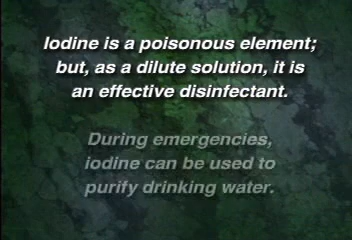 Iodine is a poisonous element;
but, as a dilute solution, it is
an effective disinfectant.
During emergencies,
iodine can be used to
purify drinking water.